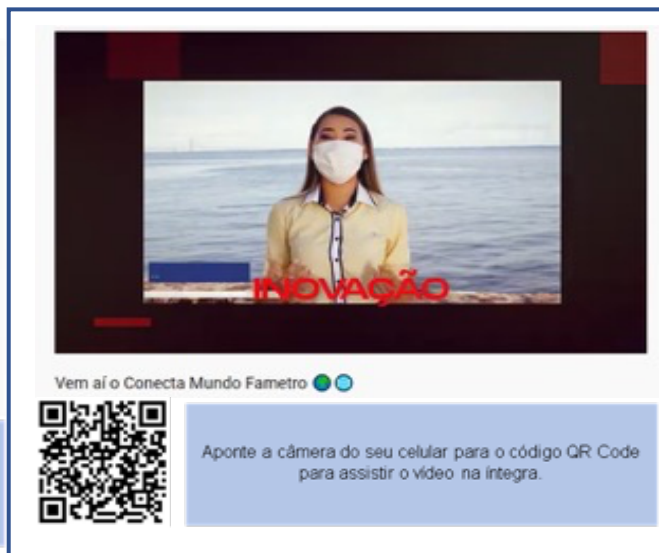 INOVAÇÃO
Vem aí o Conecta Mundo Fametro
Aponte a câmera do seu celular para o código QR Code
para assistir o vídeo na íntegra.